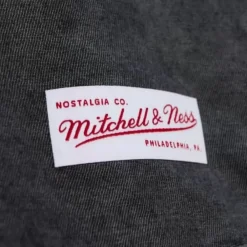 NOSTALGIA CO.
Mitchell & Ness
PHILADELPHIA, PA.